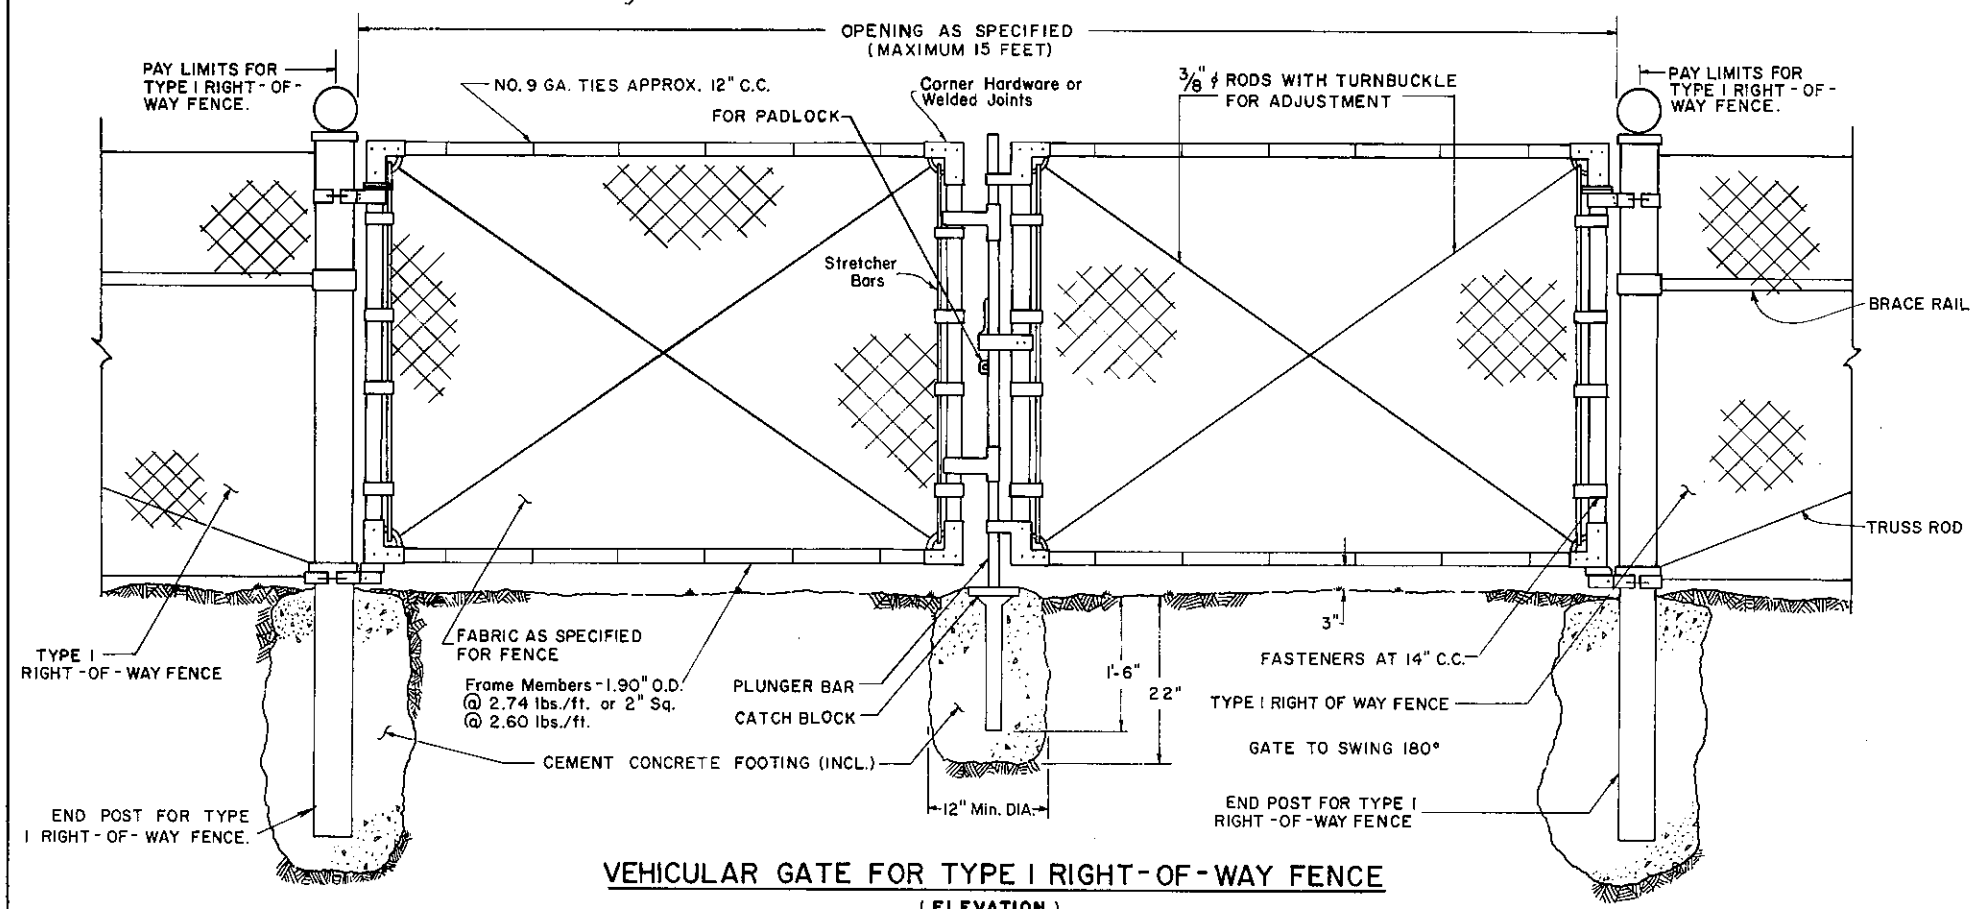 OPENING AS SPECIFIED
(MAXIMUM 15 FEET)
PAY LIMITS FOR
TYPE I RIGHT-OF-
WAY FENCE.
NO. 9 GA. TIES APPROX. 12" C.C.
FOR PADLOCK
Corner Hardware or
Welded Joints
3/8" ϕ RODS WITH TURNBUCKLE
FOR ADJUSTMENT
PAY LIMITS FOR
TYPE I RIGHT-OF-
WAY FENCE.
Stretcher
Bars
BRACE RAIL
TRUSS ROD
TYPE I
RIGHT-OF-WAY FENCE
FABRIC AS SPECIFIED
FOR FENCE
Frame Members-1.90" O.D.
@ 2.74 lbs./ft. or 2" Sq.
@ 2.60 lbs./ft.
PLUNGER BAR
CATCH BLOCK
CEMENT CONCRETE FOOTING (INCL.)
1'-6"
22"
12" Min. DIA.
3"
FASTENERS AT 14" C.C.
TYPE I RIGHT OF WAY FENCE
GATE TO SWING 180°
END POST FOR TYPE
I RIGHT-OF-WAY FENCE.
END POST FOR TYPE I
RIGHT-OF-WAY FENCE
VEHICULAR GATE FOR TYPE I RIGHT-OF-WAY FENCE
(ELEVATION)